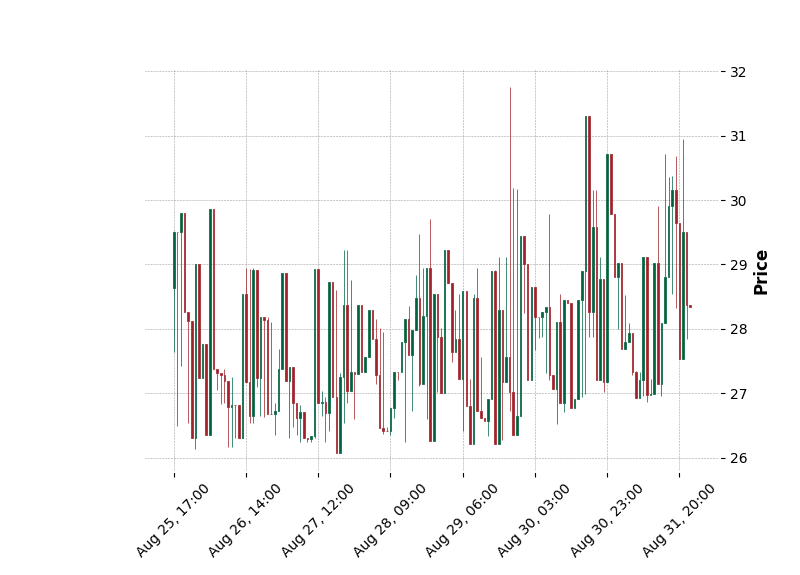 32
31
30
29
28
27
26
Price
Aug 25, 17:00
Aug 26, 14:00
Aug 27, 12:00
Aug 28, 09:00
Aug 29, 06:00
Aug 30, 03:00
Aug 30, 23:00
Aug 31, 20:00